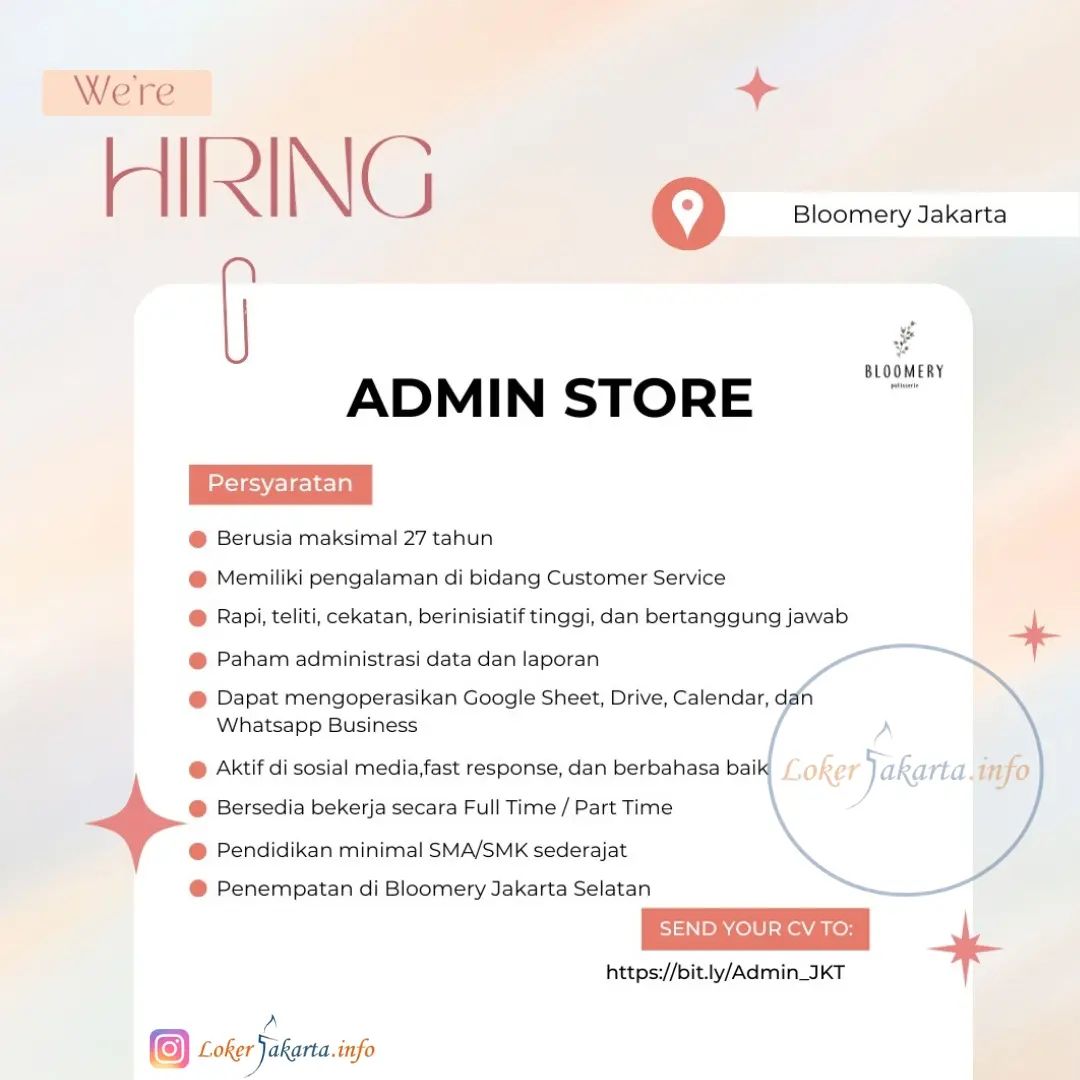 We're
HIRING
Bloomery Jakarta
BLOOMERY
patisserie
ADMIN STORE
Persyaratan
Berusia maksimal 27 tahun
Memiliki pengalaman di bidang Customer Service
Rapi, teliti, cekatan, berinisiatif tinggi, dan bertanggung jawab
Paham administrasi data dan laporan
Dapat mengoperasikan Google Sheet, Drive, Calendar, dan
Whatsapp Business
Aktif di sosial media,fast response, dan berbahasa baik
Loker Jakarta.info
Bersedia bekerja secara Full Time / Part Time
Pendidikan minimal SMA/SMK sederajat
Penempatan di Bloomery Jakarta Selatan
SEND YOUR CV TO:
https://bit.ly/Admin_JKT
Loker Jakarta.info